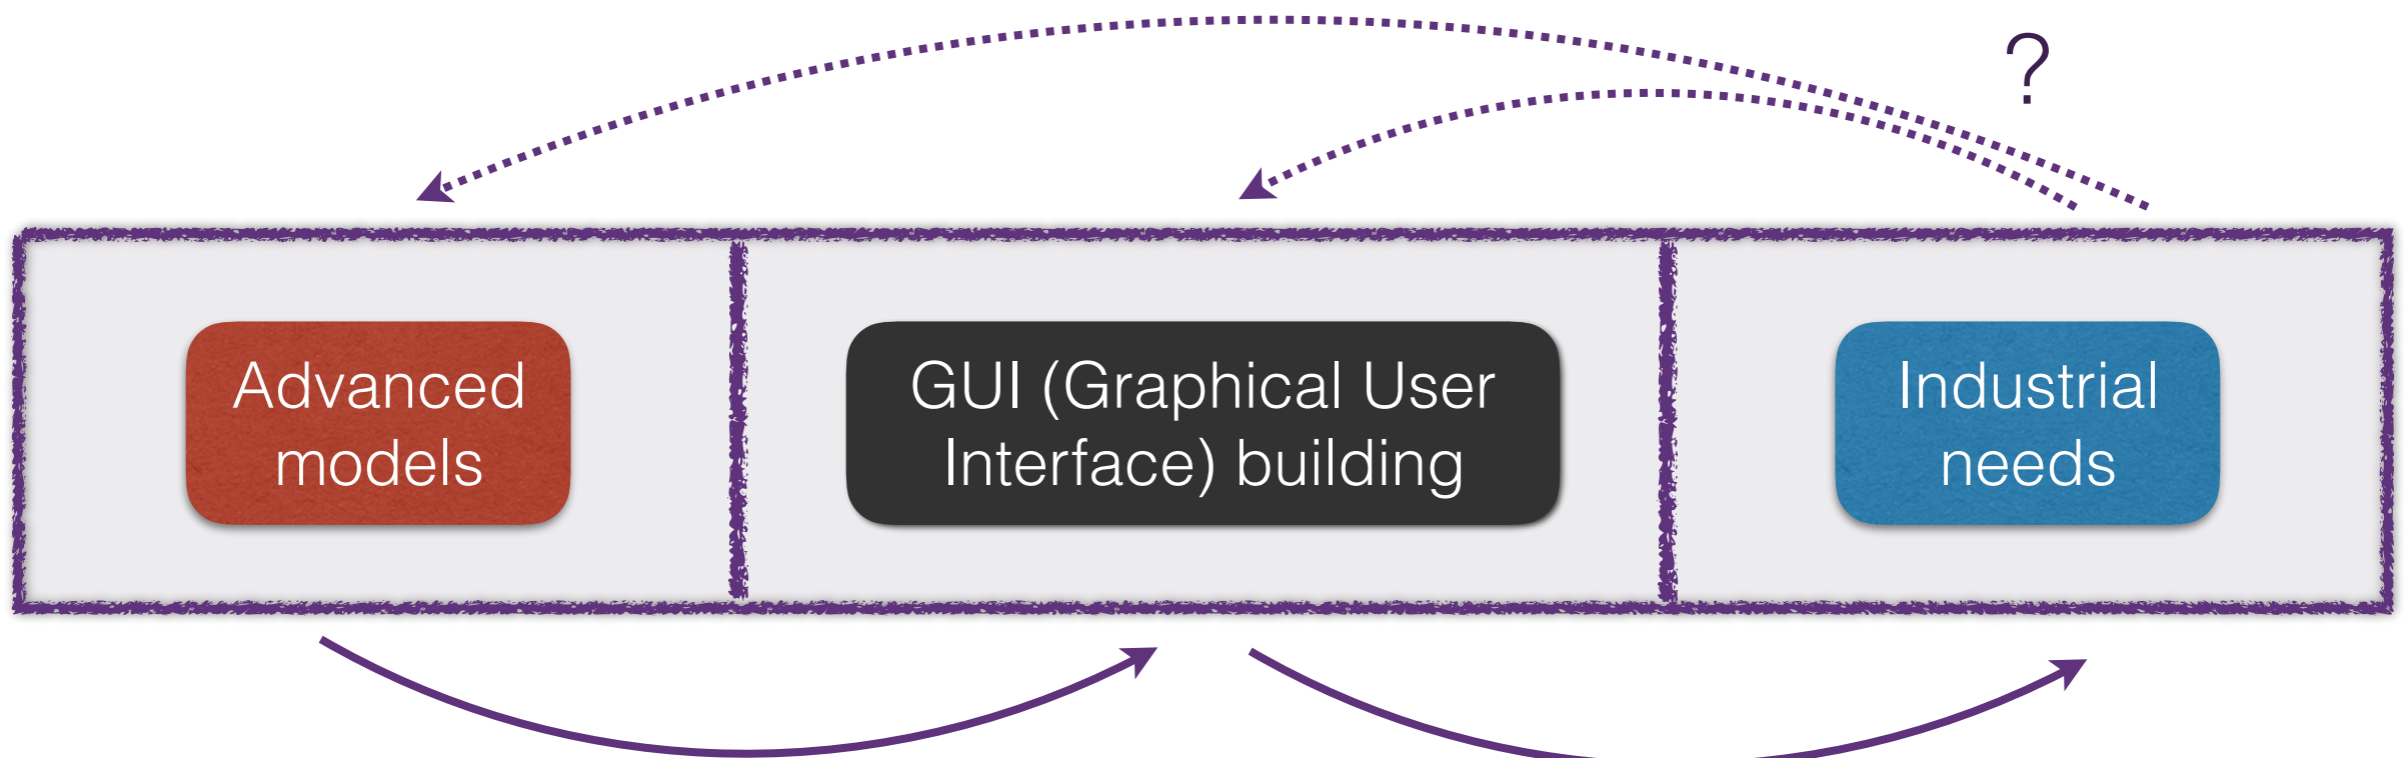 ?
Advanced
models
GUI (Graphical User
Interface) building
Industrial
needs